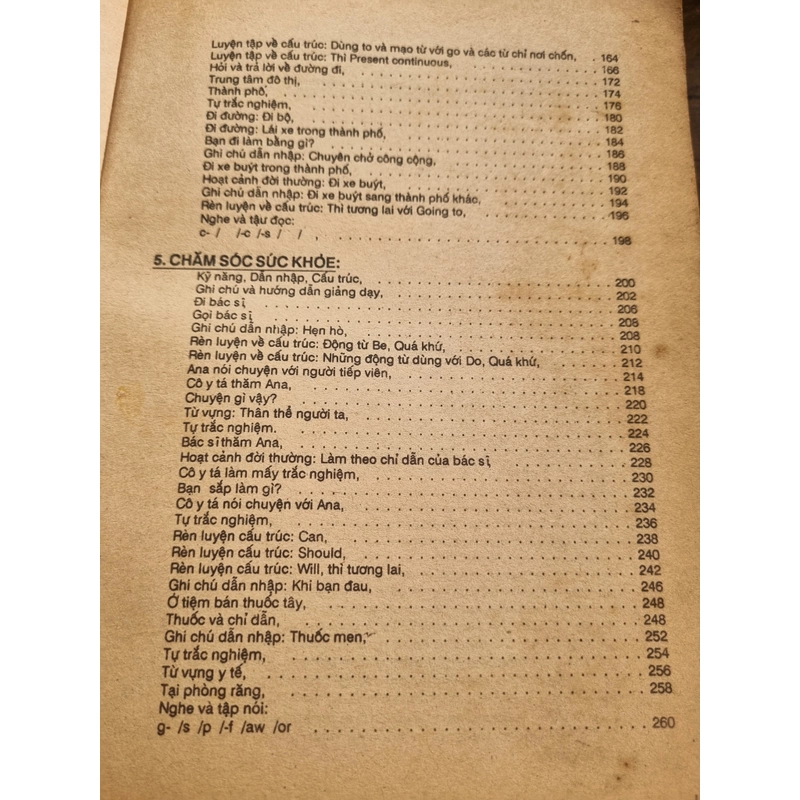 Luyện tập về cấu trúc: Dùng to và mạo từ với go và các từ chỉ nơi chốn, 164
Luyện tập về cấu trúc: Thì Present continuous, 166
Hỏi và trả lời về đường đi, 172
Trung tâm đô thị, 174
Thành phố, 176
Tự trắc nghiệm, 180
Đi đường: Đi bộ, 182
Đi đường: Lái xe trong thành phố, 184
Bạn đi làm bằng gì? 186
Ghi chú dẫn nhập: Chuyên chở công cộng, 188
Đi xe buýt trong thành phố, 190
Hoạt cảnh đời thường: Đi xe buýt, 192
Ghi chú dẫn nhập: Đi xe buýt sang thành phố khác, 194
Rèn luyện về cấu trúc: Thì tương lai với Going to, 196
Nghe và tậu đọc:
c- / /-c /-s / / , 198
5. CHĂM SÓC SỨC KHỎE:
Kỹ năng, Dẫn nhập, Cấu trúc, 200
Ghi chú và hướng dẫn giảng dạy, 202
Đi bác sĩ, 206
Gọi bác sĩ, 208
Ghi chú dẫn nhập: Hẹn hò, 208
Rèn luyện về cấu trúc: Động từ Be, Quá khứ, 210
Rèn luyện về cấu trúc: Những động từ dùng với Do, Quá khứ, 212
Ana nói chuyện với người tiếp viên, 214
Cô y tá thăm Ana, 218
Chuyện gì vậy? 220
Từ vựng: Thân thể người ta, 222
Tự trắc nghiệm. 224
Bác sĩ thăm Ana, 226
Hoạt cảnh đời thường: Làm theo chỉ dẫn của bác sĩ, 228
Cô y tá làm mấy trắc nghiệm, 230
Bạn sắp làm gì? 232
Cô y tá nói chuyện với Ana, 234
Tự trắc nghiệm, 236
Rèn luyện cấu trúc: Can, 238
Rèn luyện cấu trúc: Should, 240
Rèn luyện về cấu trúc: Will, thì tương lai, 242
Ghi chú dẫn nhập: Khi bạn đau, 246
Ở tiệm bán thuốc tây, 248
Thuốc và chỉ dẫn, 248
Ghi chú dẫn nhập: Thuốc men, 252
Tự trắc nghiệm, 254
Từ vựng y tế, 256
Tại phòng răng, 258
Nghe và tập nói:
g- /s /p /-f /aw /or 260